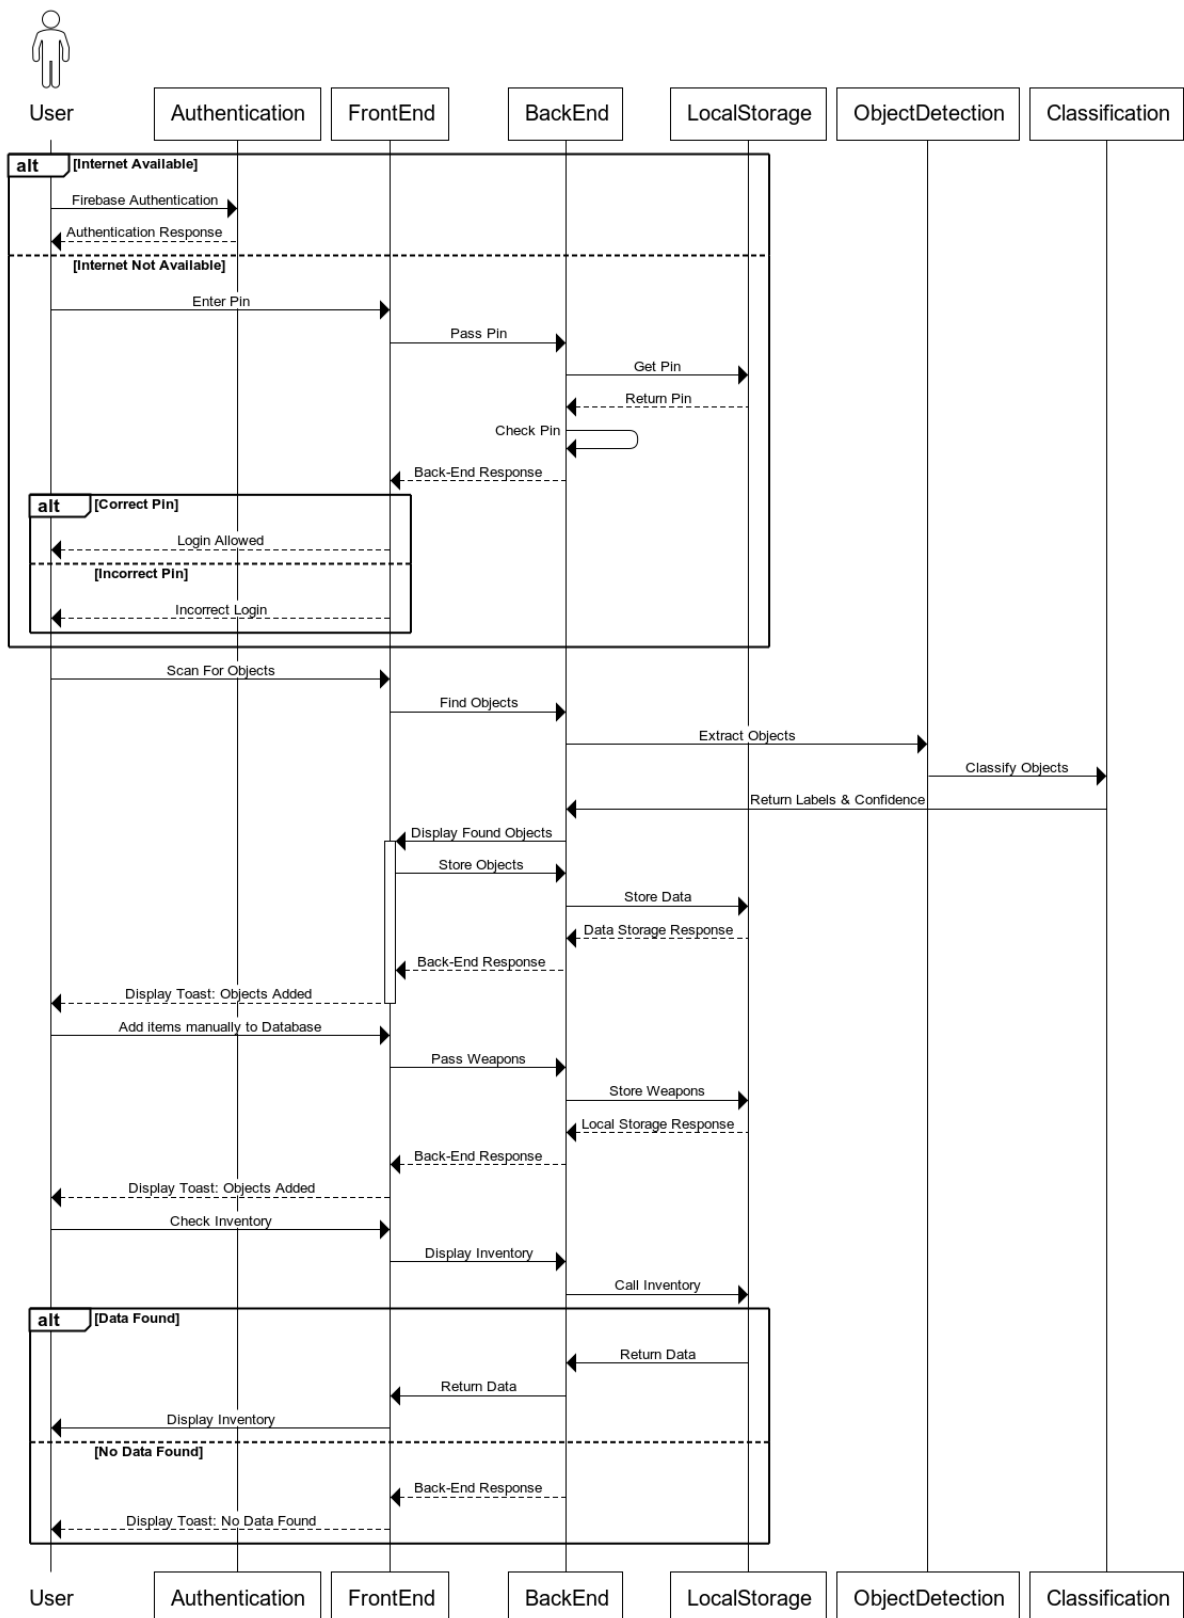 User
Authentication
FrontEnd
BackEnd
LocalStorage
ObjectDetection
Classification
alt
[Internet Available]
Firebase Authentication
Authentication Response
[Internet Not Available]
Enter Pin
Pass Pin
Get Pin
Return Pin
Check Pin
Back-End Response
alt
[Correct Pin]
Login Allowed
[Incorrect Pin]
Incorrect Login
Scan For Objects
Find Objects
Extract Objects
Classify Objects
Return Labels & Confidence
Display Found Objects
Store Objects
Store Data
Data Storage Response
Back-End Response
Display Toast: Objects Added
Add items manually to Database
Pass Weapons
Store Weapons
Local Storage Response
Back-End Response
Display Toast: Objects Added
Check Inventory
Display Inventory
Call Inventory
alt
[Data Found]
Return Data
Return Data
Display Inventory
[No Data Found]
Back-End Response
Display Toast: No Data Found
User
Authentication
FrontEnd
BackEnd
LocalStorage
ObjectDetection
Classification